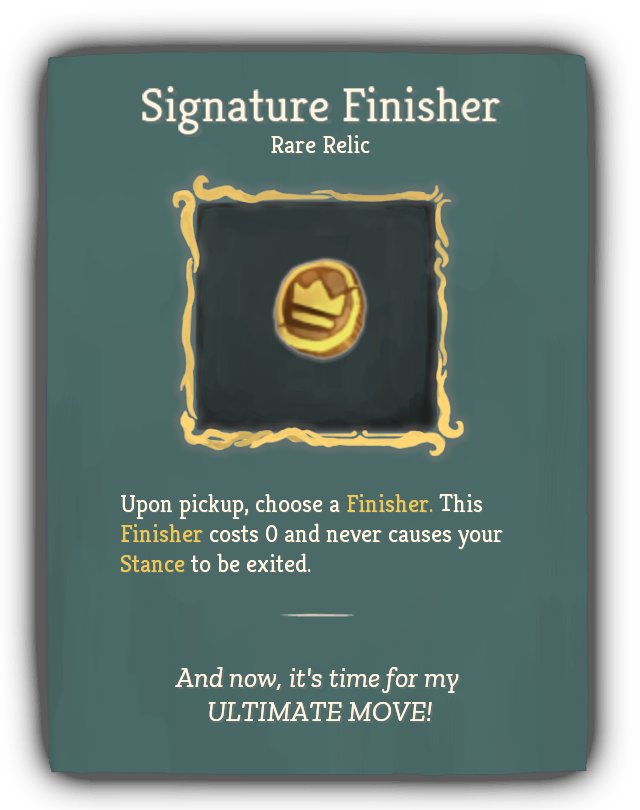 Signature Finisher
Rare Relic
Upon pickup, choose a Finisher. This
Finisher costs 0 and never causes your
Stance to be exited.
And now, it's time for my
ULTIMATE MOVE!